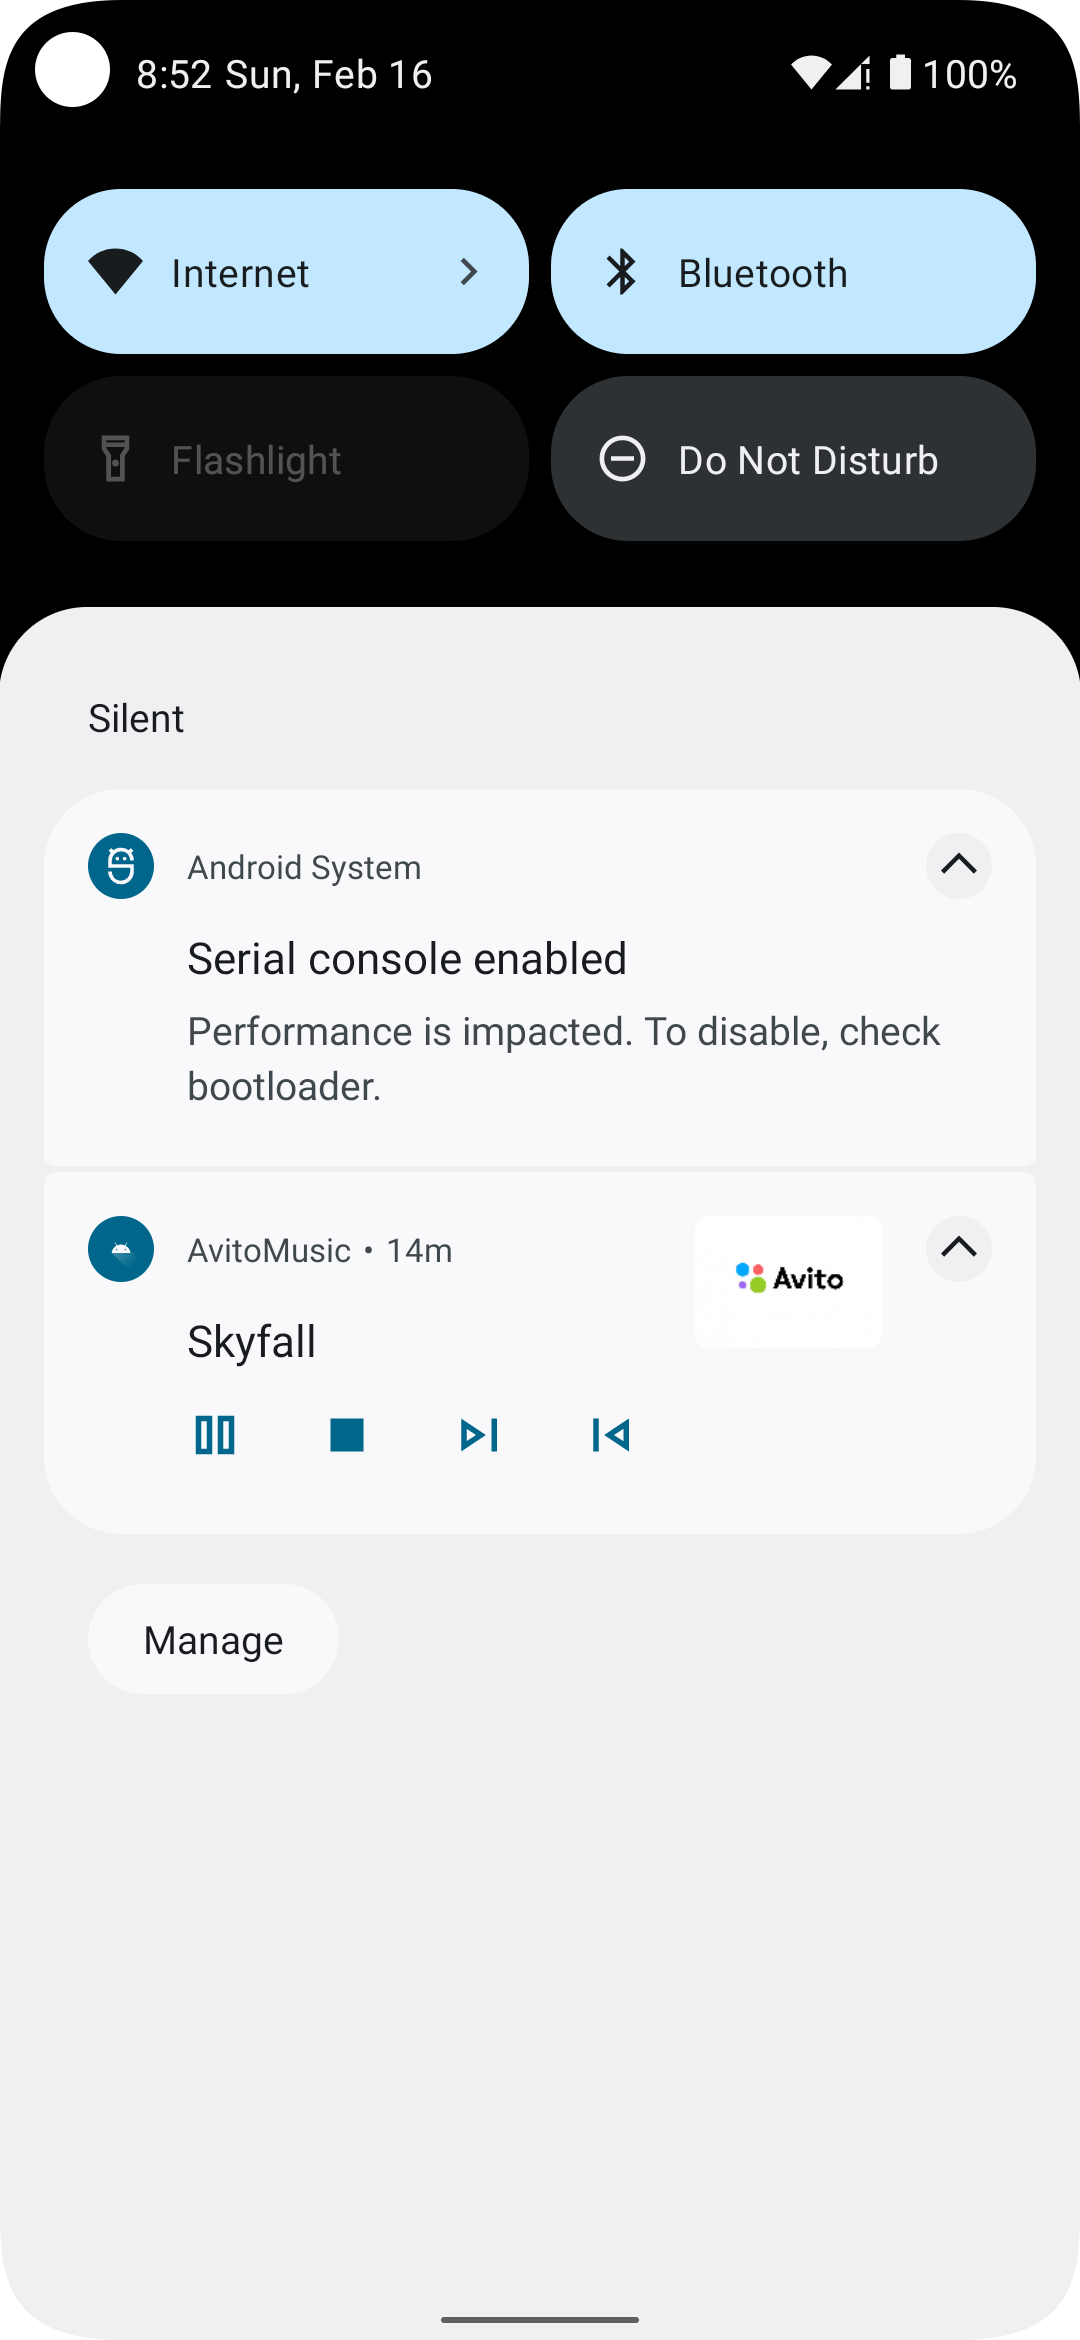 8:52 Sun, Feb 16
100%
Internet
Bluetooth
Flashlight
Do Not Disturb
Silent
Android System
Serial console enabled
Performance is impacted. To disable, check
bootloader.
AvitoMusic • 14m
Avito
Skyfall
Manage